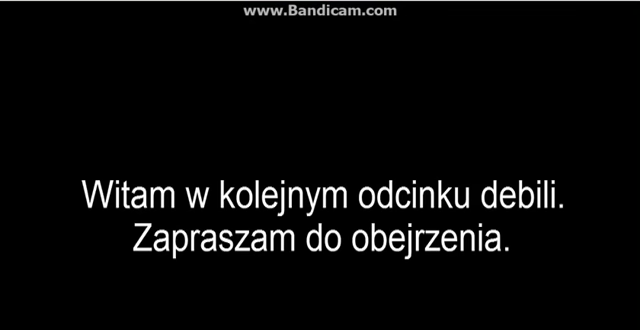 www.Bandicam.com
Witam w kolejnym odcinku debili.
Zapraszam do obejrzenia.